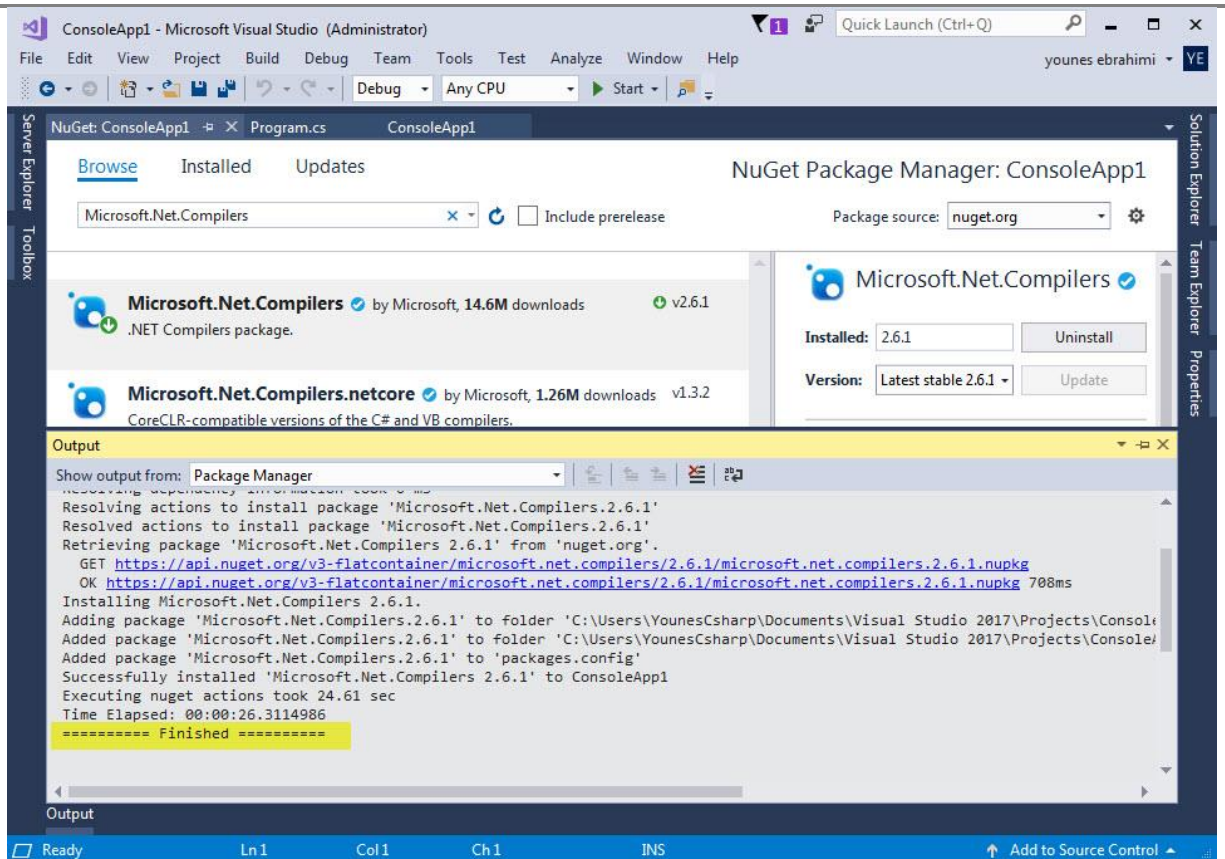 ConsoleApp1 - Microsoft Visual Studio (Administrator)
1
Quick Launch (Ctrl+Q)
File Edit View Project Build Debug Team Tools Test Analyze Window Help
younes ebrahimi YE
Debug Any CPU Start
Server Explorer
Toolbox
NuGet: ConsoleApp1 Program.cs ConsoleApp1
Solution Explorer
Team Explorer
Properties
Browse Installed Updates
NuGet Package Manager: ConsoleApp1
Microsoft.Net.Compilers
Include prerelease
Package source: nuget.org
Microsoft.Net.Compilers by Microsoft, 14.6M downloads v2.6.1
.NET Compilers package.
Microsoft.Net.Compilers.netcore by Microsoft, 1.26M downloads v1.3.2
CoreCLR-compatible versions of the C# and VB compilers.
Microsoft.Net.Compilers
Installed: 2.6.1 Uninstall
Version: Latest stable 2.6.1 Update
Output
Show output from: Package Manager
Resolving dependency information took 0 ms
Resolving actions to install package 'Microsoft.Net.Compilers.2.6.1'
Resolved actions to install package 'Microsoft.Net.Compilers.2.6.1'
Retrieving package 'Microsoft.Net.Compilers 2.6.1' from 'nuget.org'.
GET https://api.nuget.org/v3-flatcontainer/microsoft.net.compilers/2.6.1/microsoft.net.compilers.2.6.1.nupkg
OK https://api.nuget.org/v3-flatcontainer/microsoft.net.compilers/2.6.1/microsoft.net.compilers.2.6.1.nupkg 708ms
Installing Microsoft.Net.Compilers 2.6.1.
Adding package 'Microsoft.Net.Compilers.2.6.1' to folder 'C:\Users\YounesCsharp\Documents\Visual Studio 2017\Projects\Console
Added package 'Microsoft.Net.Compilers.2.6.1' to folder 'C:\Users\YounesCsharp\Documents\Visual Studio 2017\Projects\Console
Added package 'Microsoft.Net.Compilers.2.6.1' to 'packages.config'
Successfully installed 'Microsoft.Net.Compilers 2.6.1' to ConsoleApp1
Executing nuget actions took 24.61 sec
Time Elapsed: 00:00:26.3114986
========== Finished ==========
Output
Ready Ln 1 Col 1 Ch 1 INS Add to Source Control